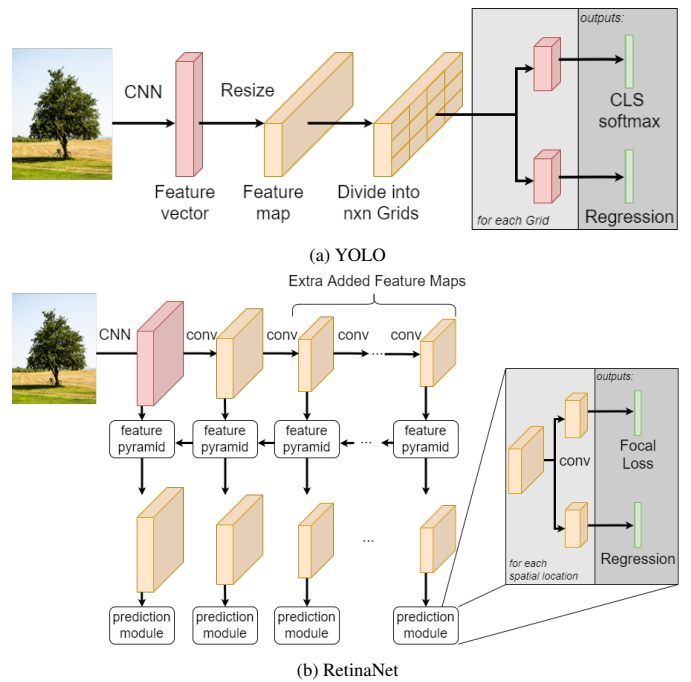 CNN
Resize
Feature
vector
Feature
map
Divide into
nxn Grids
outputs:
CLS
softmax
for each Grid
Regression
(a) YOLO
Extra Added Feature Maps
CNN
conv
conv
conv
...
conv
feature
pyramid
feature
pyramid
feature
pyramid
...
feature
pyramid
...
prediction
module
prediction
module
prediction
module
prediction
module
outputs:
conv
Focal
Loss
for each
spatial location
Regression
(b) RetinaNet